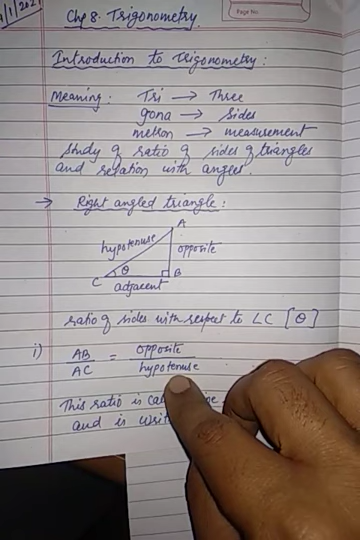 /1/202
Page No.
Chp 8. Trigonometry.
Introduction to Trigonometry:
Meaning: Tri → Three
gona → Sides
metron → measurement
Study of ratio of sides of triangles
and relation with angles.
→ Right angled triangle:
A
hypotenuse
opposite
C θ B
adjacent
ratio of sides with respect to ∠C [θ]
i) AB/AC = opposite/hypotenuse
This ratio is
and is